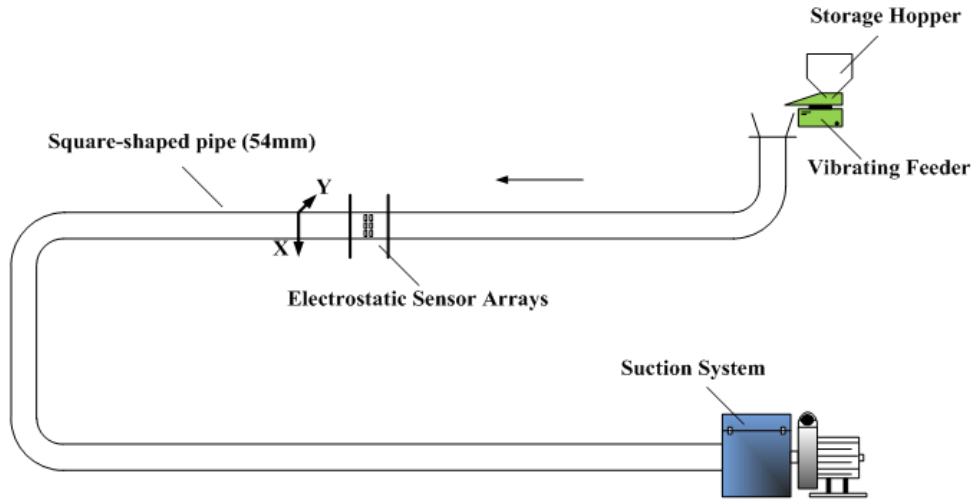 Storage Hopper
Square-shaped pipe (54mm)
Vibrating Feeder
Y
X
Electrostatic Sensor Arrays
Suction System